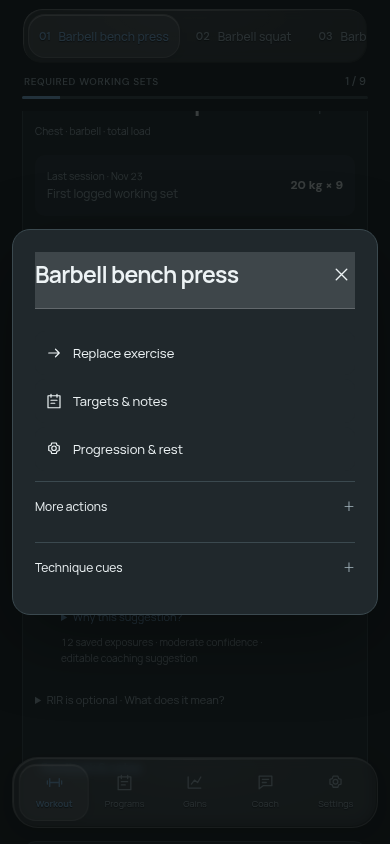 01 Barbell bench press 02 Barbell squat 03 Barb
REQUIRED WORKING SETS 1 / 9
Chest · barbell · total load
Last session · Nov 23
First logged working set 20 kg × 9
Barbell bench press
Replace exercise
Targets & notes
Progression & rest
More actions +
Technique cues +
Why this suggestion?
12 saved exposures · moderate confidence ·
editable coaching suggestion
RIR is optional · What does it mean?
Workout Programs Gains Coach Settings